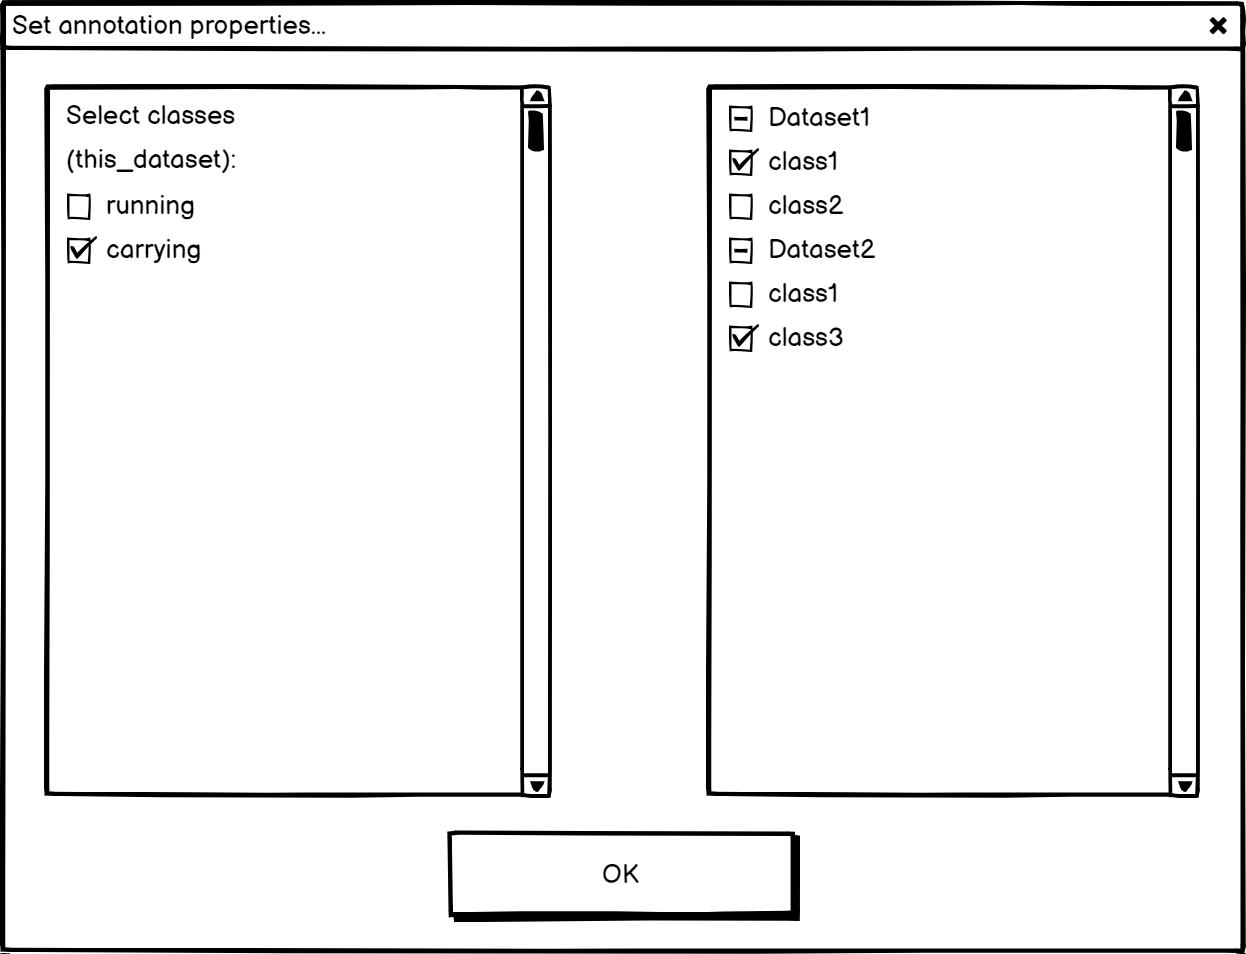 Set annotation properties...
Select classes
(this_dataset):
running
carrying
Dataset1
class1
class2
Dataset2
class1
class3
OK